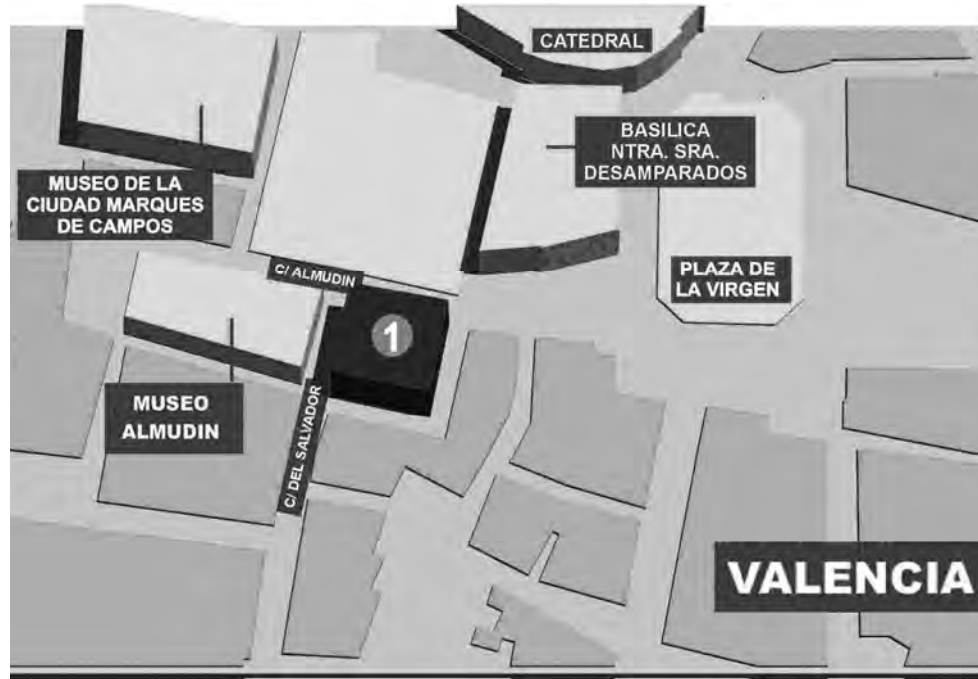 CATEDRAL
BASILICA
NTRA. SRA.
DESAMPARADOS
MUSEO DE LA
CIUDAD MARQUES
DE CAMPOS
C/ ALMUDIN
PLAZA DE
LA VIRGEN
1
MUSEO
ALMUDIN
C/ DEL SALVADOR
VALENCIA